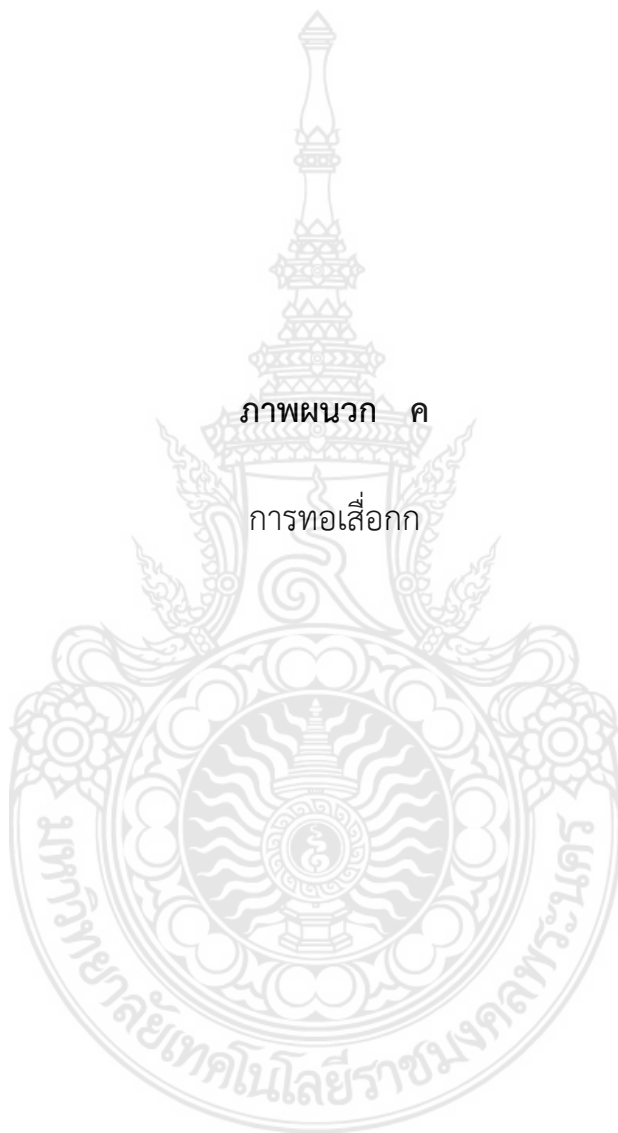 ภาพผนวก ค
การทอเสื่อกก
มหาวิทยาลัยเทคโนโลยีราชมงคลพระนคร